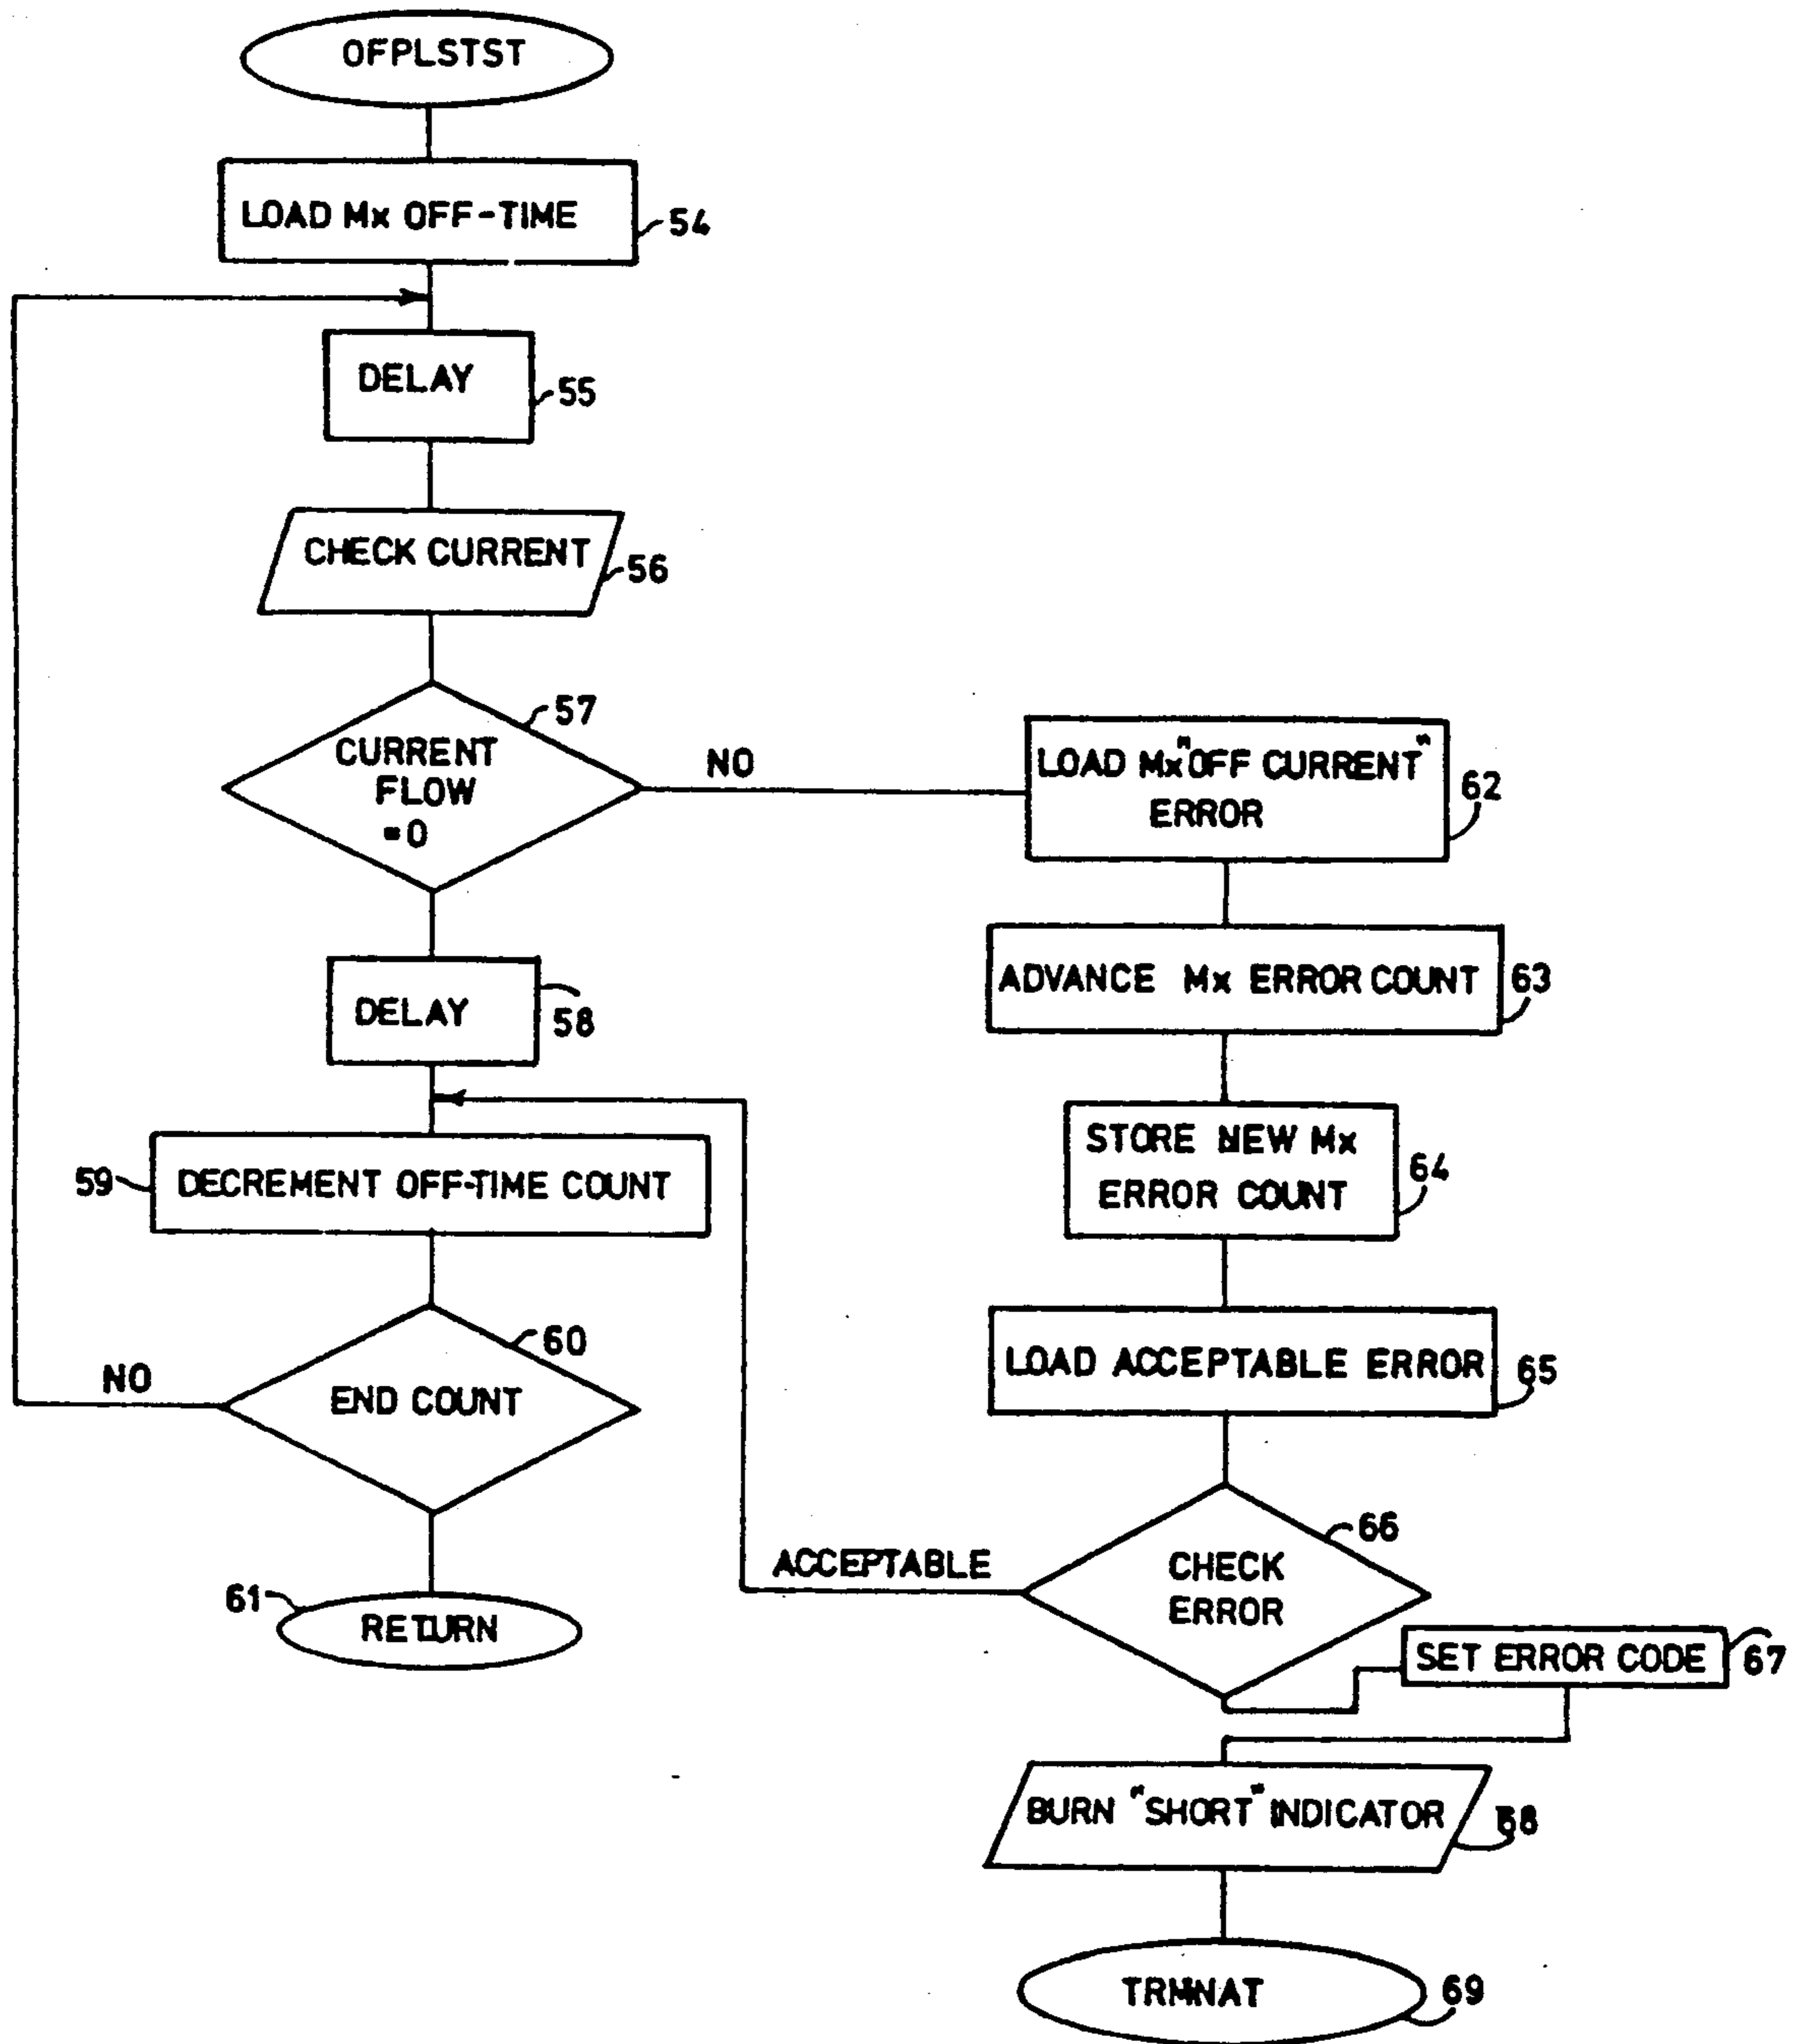 OFPLSTST
LOAD Mx OFF-TIME
54
DELAY
55
CHECK CURRENT
56
57
CURRENT
FLOW
=0
NO
LOAD Mx "OFF CURRENT"
ERROR
62
ADVANCE Mx ERROR COUNT
63
DELAY
58
STORE NEW Mx
ERROR COUNT
64
59
DECREMENT OFF-TIME COUNT
LOAD ACCEPTABLE ERROR
65
60
NO
END COUNT
66
ACCEPTABLE
CHECK
ERROR
61
RETURN
SET ERROR CODE
67
BURN "SHORT" INDICATOR
68
TRMNAT
69